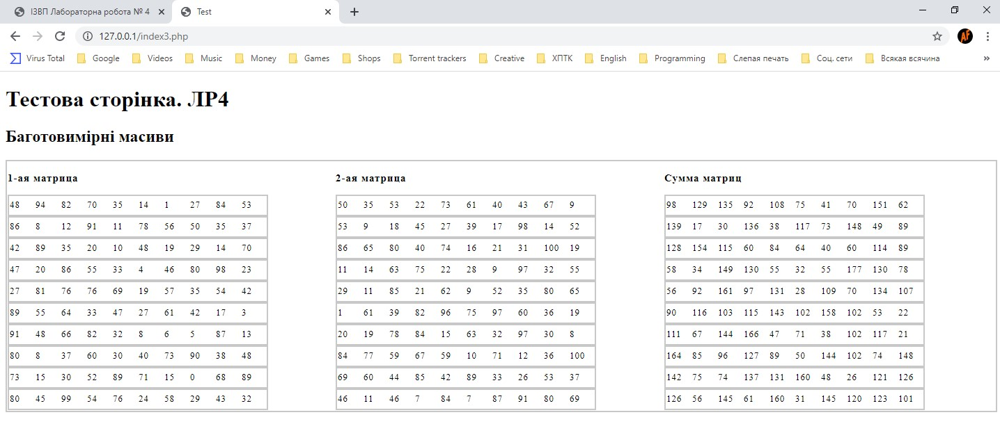 ІЗВП Лабораторна робота № 4 Test
127.0.0.1/index3.php
Virus Total Google Videos Music Money Games Shops Torrent trackers Creative ХПТК English Programming Слепая печать Соц. сети Всякая всячина »
Тестова сторінка. ЛР4
Баготовимірні масиви
1-ая матрица 2-ая матрица Сумма матриц
48 94 82 70 35 14 1 27 84 53 50 35 53 22 73 61 40 43 67 9 98 129 135 92 108 75 41 70 151 62
86 8 12 91 11 78 56 50 35 37 53 9 18 45 27 39 17 98 14 52 139 17 30 136 38 117 73 148 49 89
42 89 35 20 10 48 19 29 14 70 86 65 80 40 74 16 21 31 100 19 128 154 115 60 84 64 40 60 114 89
47 20 86 55 33 4 46 80 98 23 11 14 63 75 22 28 9 97 32 55 58 34 149 130 55 32 55 177 130 78
27 81 76 76 69 19 57 35 54 42 29 11 85 21 62 9 52 35 80 65 56 92 161 97 131 28 109 70 134 107
89 55 64 33 47 27 61 42 17 3 1 61 39 82 96 75 97 60 36 19 90 116 103 115 143 102 158 102 53 22
91 48 66 82 32 8 6 5 87 13 20 19 78 84 15 63 32 97 30 8 111 67 144 166 47 71 38 102 117 21
80 8 37 60 30 40 73 90 38 48 84 77 59 67 59 10 71 12 36 100 164 85 96 127 89 50 144 102 74 148
73 15 30 52 89 71 15 0 68 89 69 60 44 85 42 89 33 26 53 37 142 75 74 137 131 160 48 26 121 126
80 45 99 54 76 24 58 29 43 32 46 11 46 7 84 7 87 91 80 69 126 56 145 61 160 31 145 120 123 101